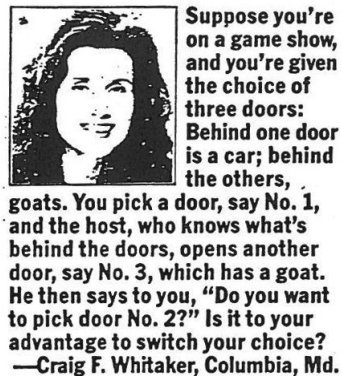 Suppose you're
on a game show,
and you're given
the choice of
three doors:
Behind one door
is a car; behind
the others,
goats. You pick a door, say No. 1,
and the host, who knows what's
behind the doors, opens another
door, say No. 3, which has a goat.
He then says to you, "Do you want
to pick door No. 2?" Is it to your
advantage to switch your choice?
—Craig F. Whitaker, Columbia, Md.